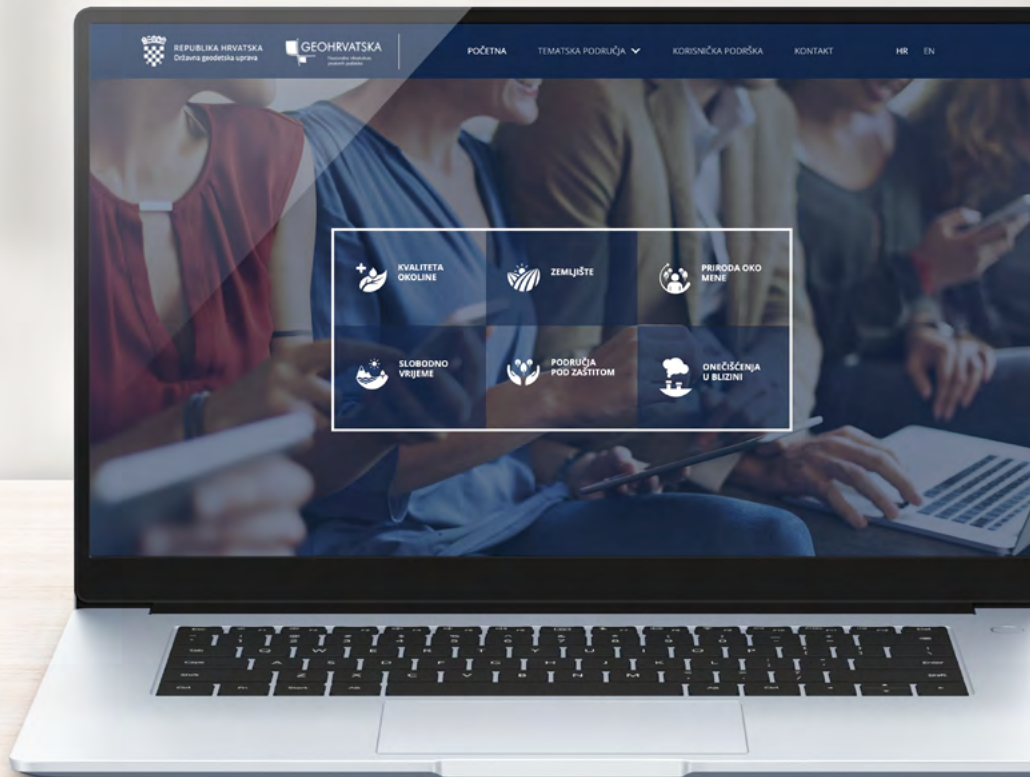 REPUBLIKA HRVATSKA
Državna geodetska uprava
GEOHRVATSKA
POČETNA
TEMATSKA PODRUČJA
KORISNIČKA PODRŠKA
KONTAKT
HR EN
KVALITETA
OKOLINE
ZEMLJIŠTE
PRIRODA OKO
MENE
SLOBODNO
VRIJEME
PODRUČJA
POD ZAŠTITOM
ONEČIŠĆENJA
U BLIZINI